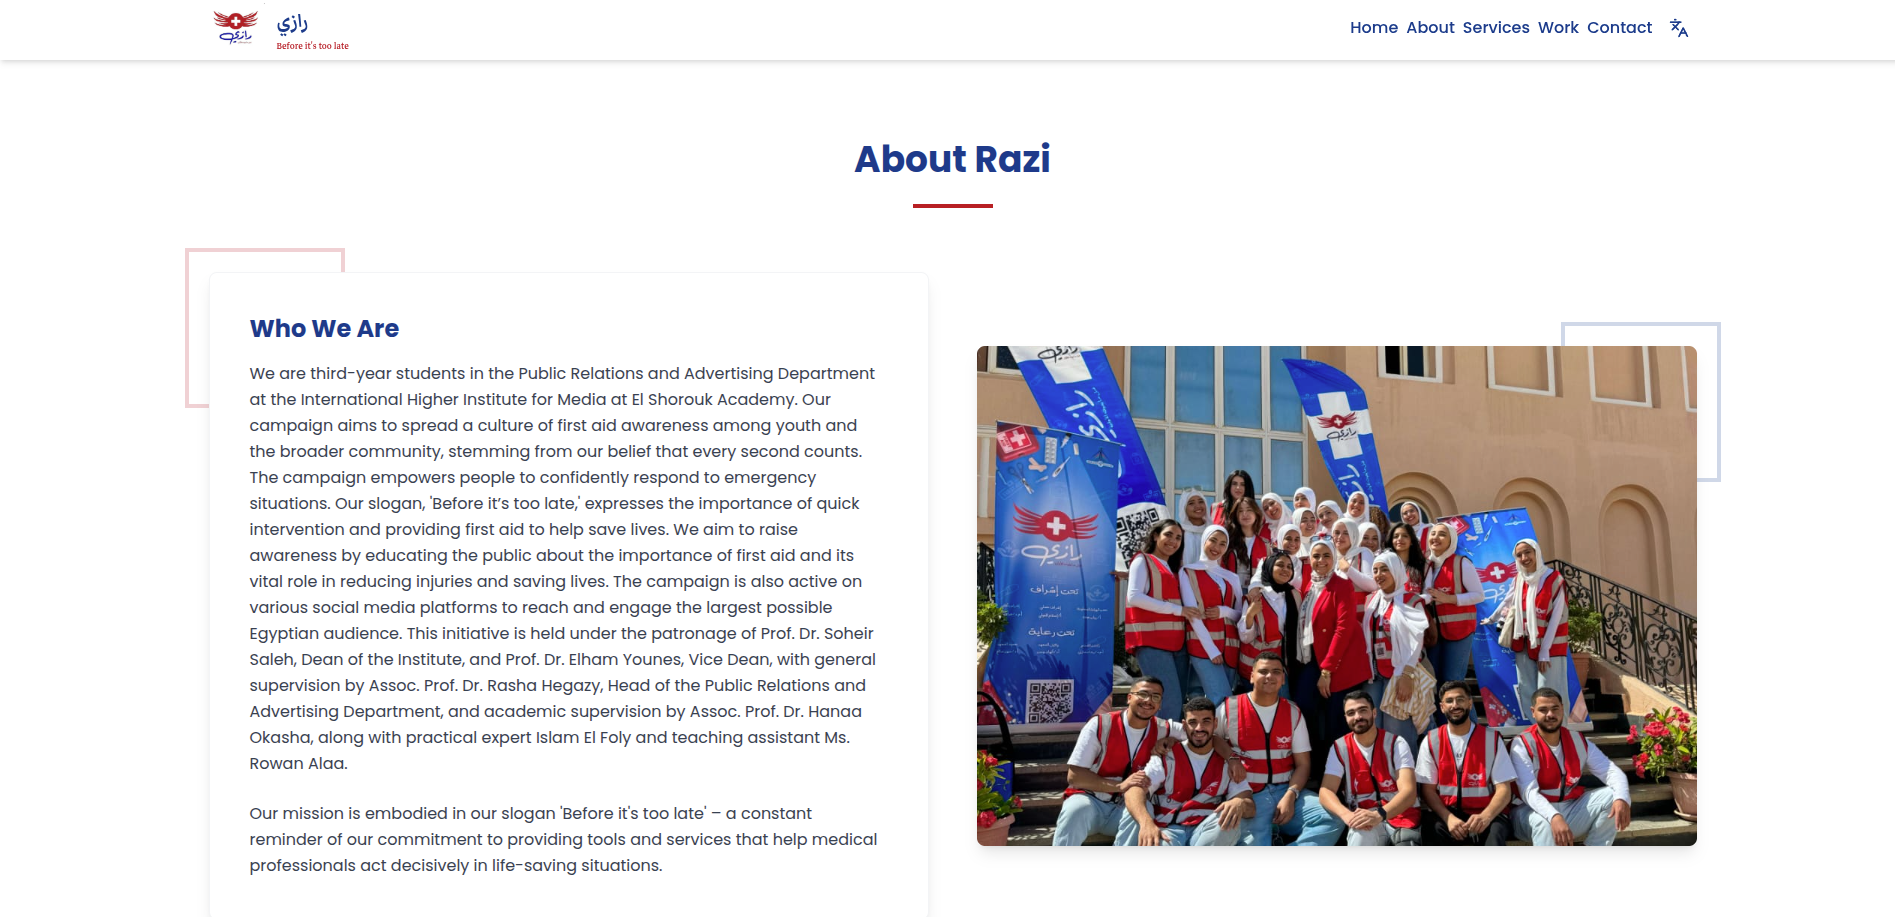 رازي
رازي
Before it's too late
Home About Services Work Contact
About Razi
Who We Are
We are third-year students in the Public Relations and Advertising Department
at the International Higher Institute for Media at El Shorouk Academy. Our
campaign aims to spread a culture of first aid awareness among youth and
the broader community, stemming from our belief that every second counts.
The campaign empowers people to confidently respond to emergency
situations. Our slogan, 'Before it’s too late,' expresses the importance of quick
intervention and providing first aid to help save lives. We aim to raise
awareness by educating the public about the importance of first aid and its
vital role in reducing injuries and saving lives. The campaign is also active on
various social media platforms to reach and engage the largest possible
Egyptian audience. This initiative is held under the patronage of Prof. Dr. Soheir
Saleh, Dean of the Institute, and Prof. Dr. Elham Younes, Vice Dean, with general
supervision by Assoc. Prof. Dr. Rasha Hegazy, Head of the Public Relations and
Advertising Department, and academic supervision by Assoc. Prof. Dr. Hanaa
Okasha, along with practical expert Islam El Foly and teaching assistant Ms.
Rowan Alaa.
Our mission is embodied in our slogan 'Before it's too late' – a constant
reminder of our commitment to providing tools and services that help medical
professionals act decisively in life-saving situations.
رازي
رازي
رازي
رازي
رازي
تحت إشراف
تحت رعاية
رازي